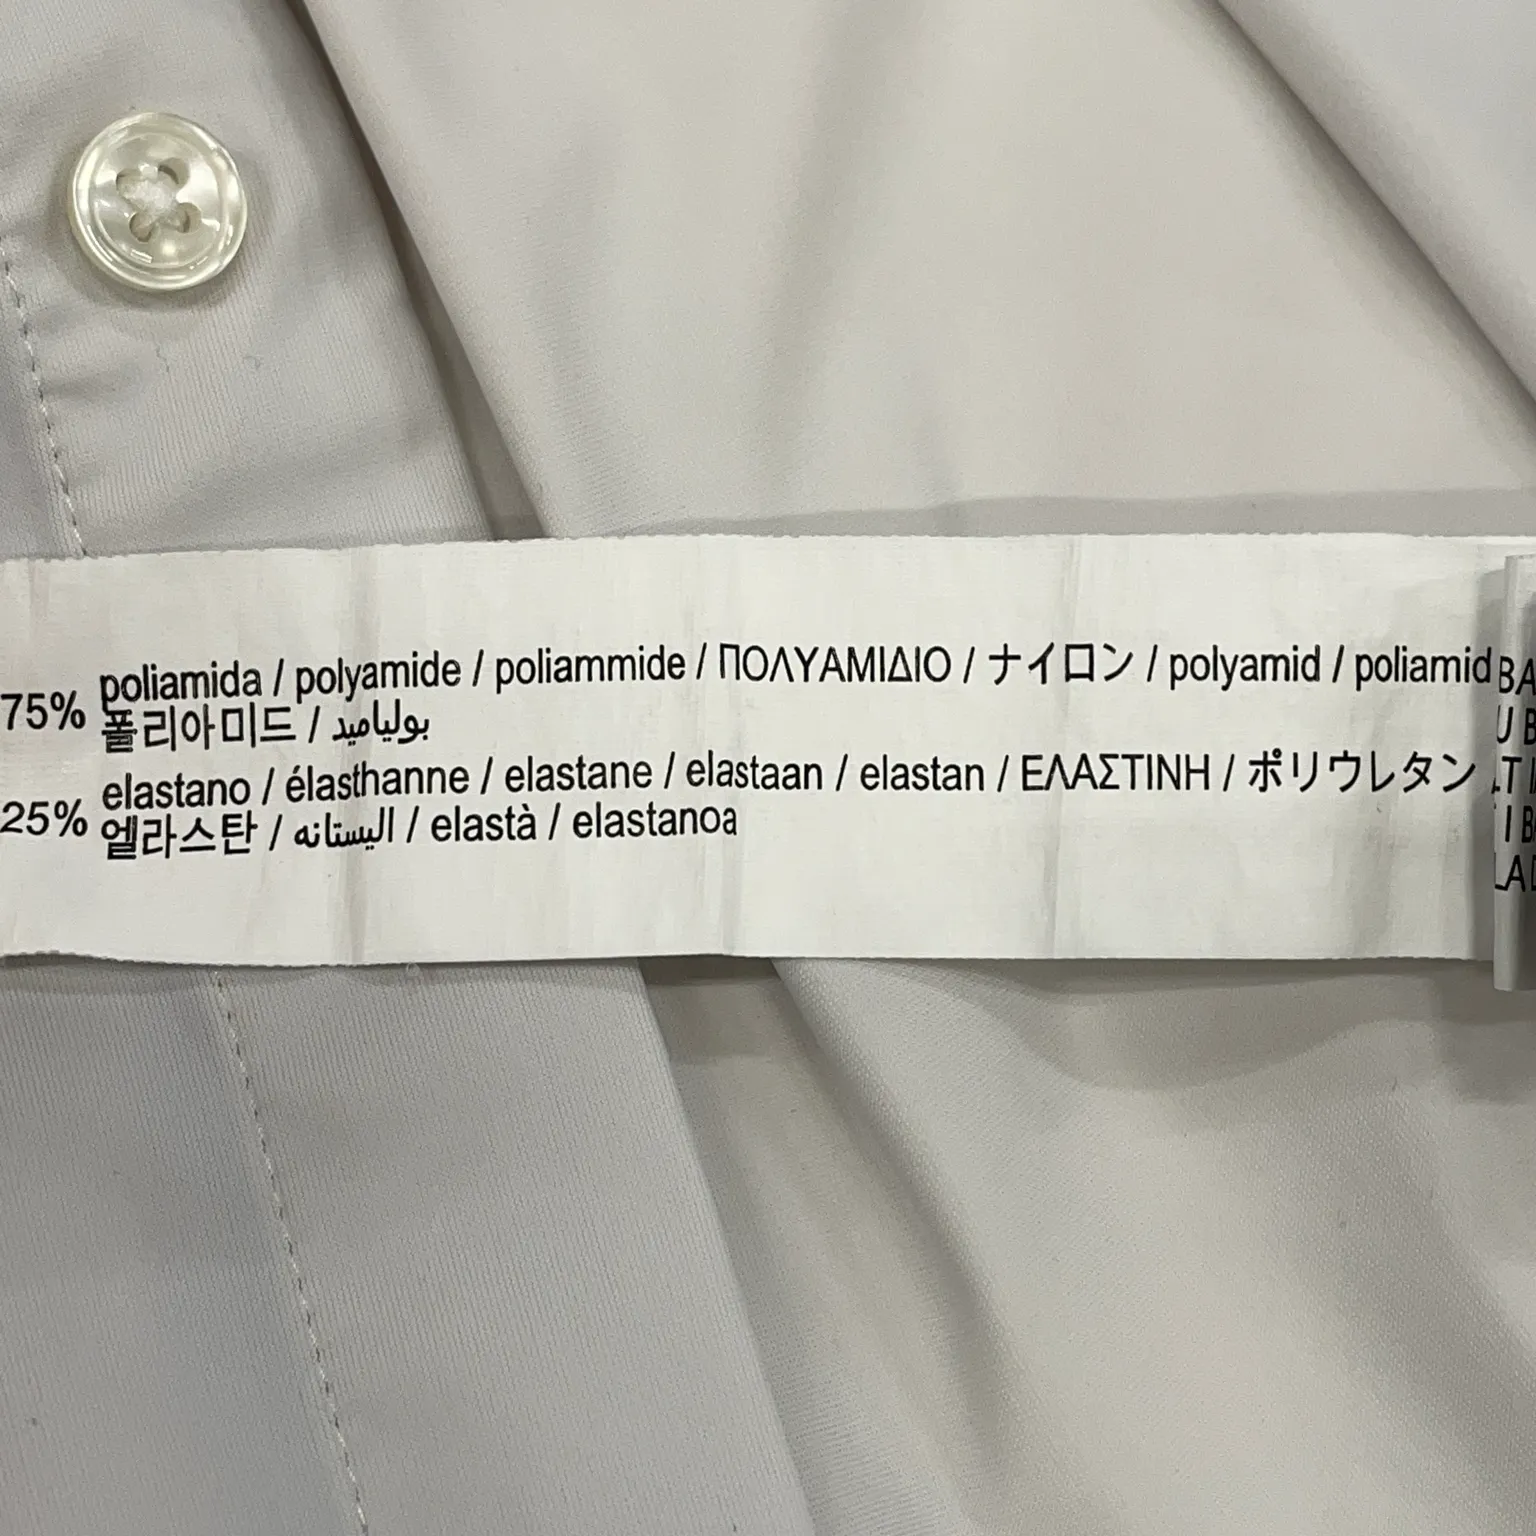 75% poliamida / polyamide / poliammide / ΠΟΛΥΑΜΙΔΙΟ / ナイロン / polyamid / poliamid
폴리아미드 / بولياميد
25% elastano / élasthanne / elastane / elastaan / elastan / ΕΛΑΣΤΙΝΗ / ポリウレタン
엘라스탄 / اليستانه / elastà / elastanoa